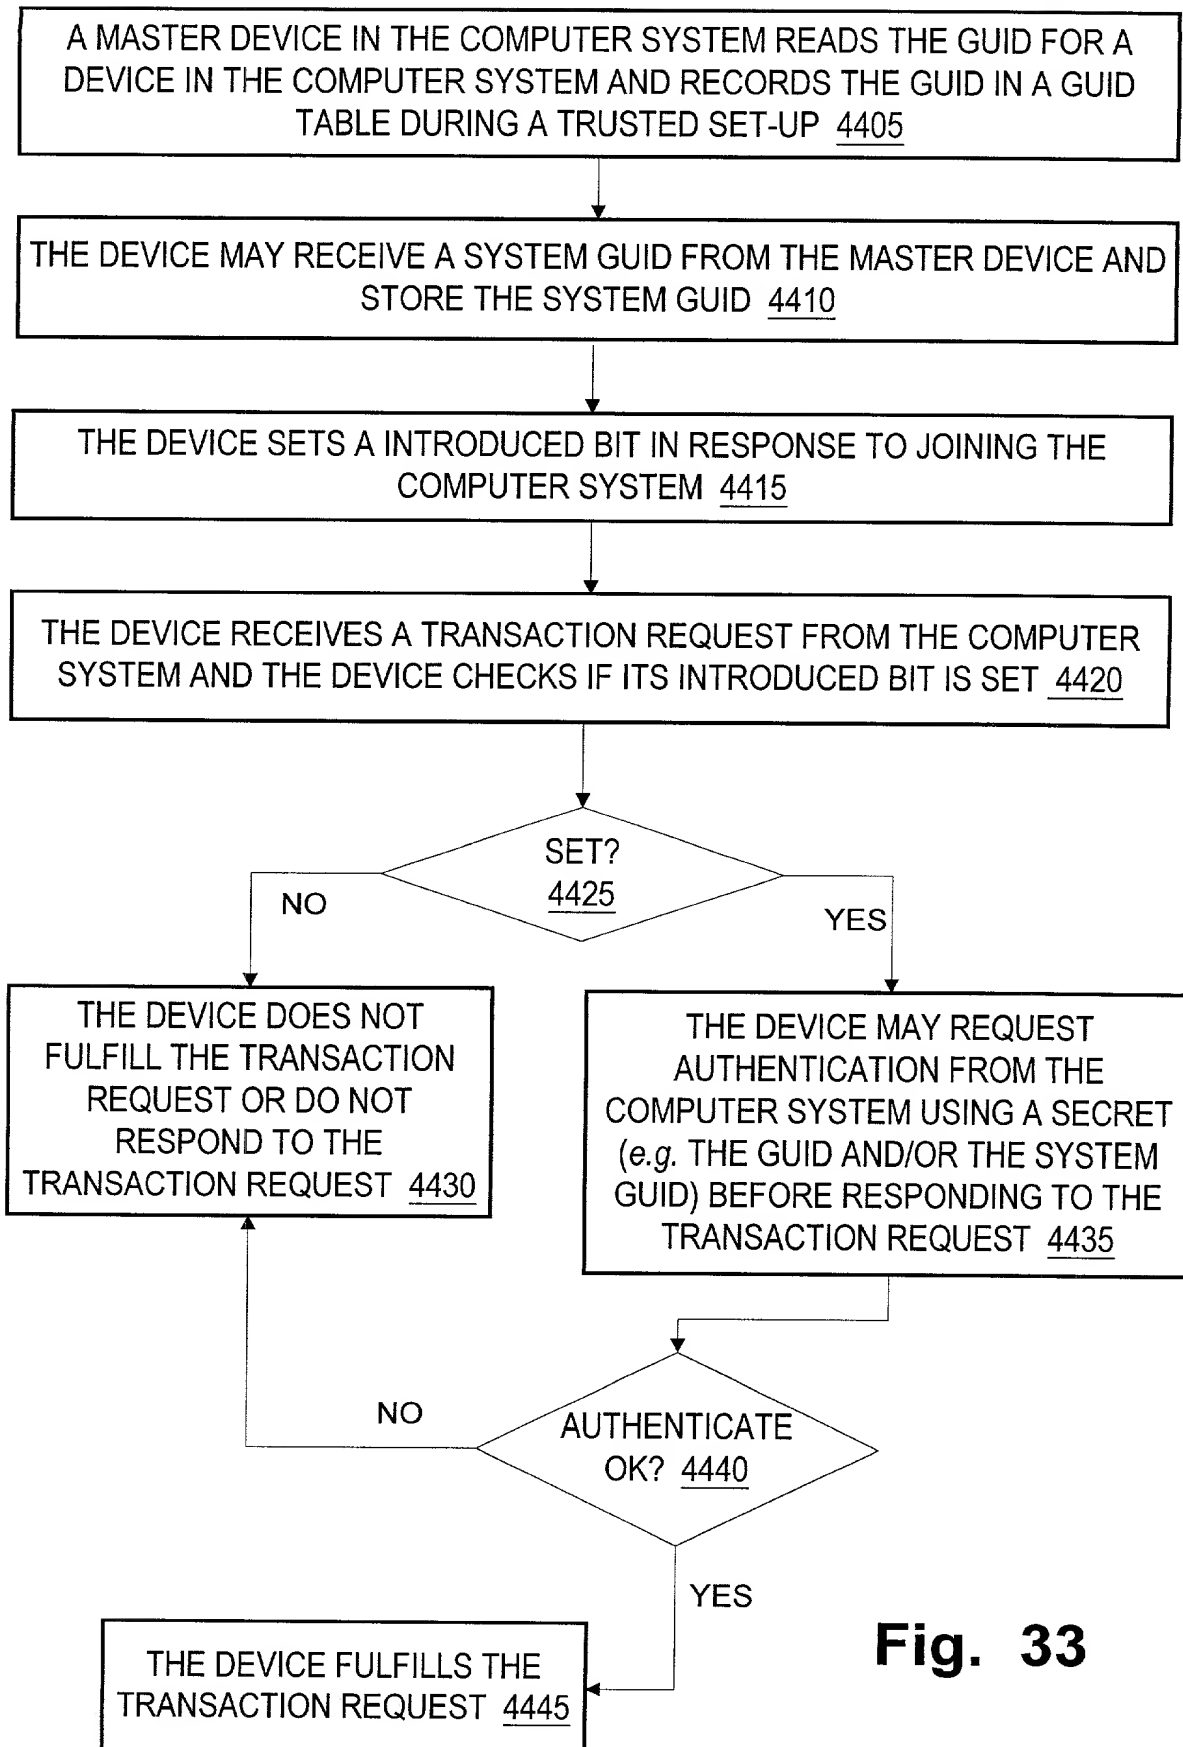 A MASTER DEVICE IN THE COMPUTER SYSTEM READS THE GUID FOR A
DEVICE IN THE COMPUTER SYSTEM AND RECORDS THE GUID IN A GUID
TABLE DURING A TRUSTED SET-UP 4405
THE DEVICE MAY RECEIVE A SYSTEM GUID FROM THE MASTER DEVICE AND
STORE THE SYSTEM GUID 4410
THE DEVICE SETS A INTRODUCED BIT IN RESPONSE TO JOINING THE
COMPUTER SYSTEM 4415
THE DEVICE RECEIVES A TRANSACTION REQUEST FROM THE COMPUTER
SYSTEM AND THE DEVICE CHECKS IF ITS INTRODUCED BIT IS SET 4420
SET?
4425
NO
YES
THE DEVICE DOES NOT
FULFILL THE TRANSACTION
REQUEST OR DO NOT
RESPOND TO THE
TRANSACTION REQUEST 4430
THE DEVICE MAY REQUEST
AUTHENTICATION FROM THE
COMPUTER SYSTEM USING A SECRET
(e.g. THE GUID AND/OR THE SYSTEM
GUID) BEFORE RESPONDING TO THE
TRANSACTION REQUEST 4435
NO
AUTHENTICATE
OK? 4440
YES
THE DEVICE FULFILLS THE
TRANSACTION REQUEST 4445
Fig. 33